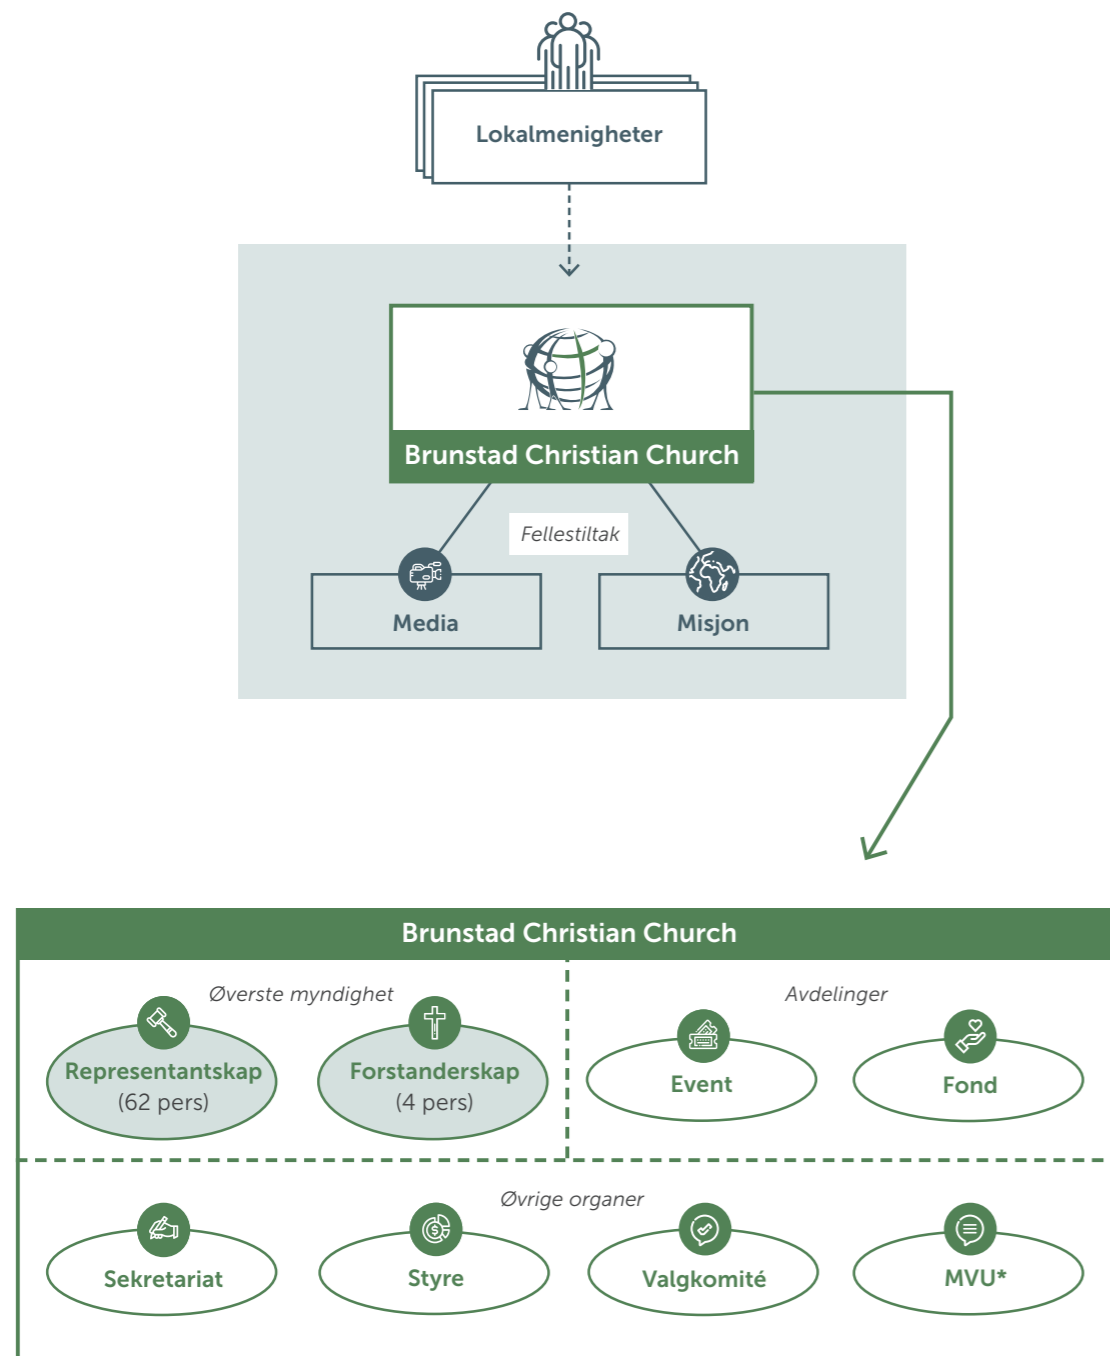 Lokalmenigheter
Brunstad Christian Church
Fellestiltak
Media
Misjon
Brunstad Christian Church
Øverste myndighet
Avdelinger
Representantskap
(62 pers)
Forstanderskap
(4 pers)
Event
Fond
Øvrige organer
Sekretariat
Styre
Valgkomité
MVU*